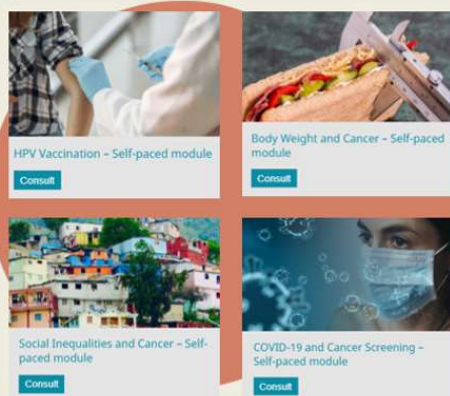 HPV Vaccination – Self-paced module
Consult
Body Weight and Cancer – Self-paced
module
Consult
Social Inequalities and Cancer – Self-
paced module
Consult
COVID-19 and Cancer Screening –
Self-paced module
Consult